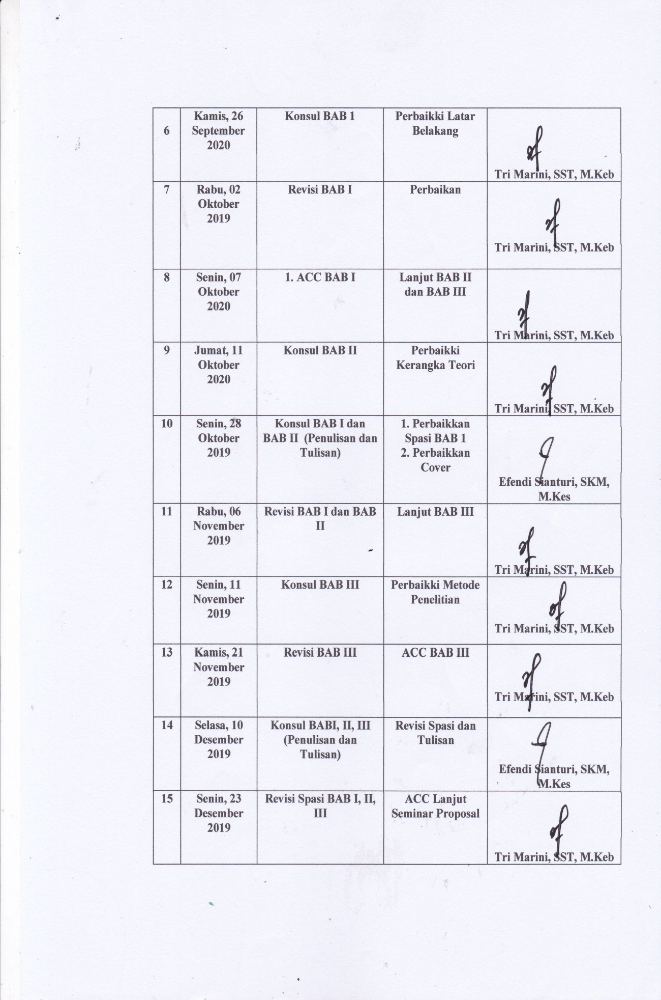 6
Kamis, 26
September
2020
Konsul BAB 1
Perbaikki Latar
Belakang
Tri Marini, SST, M.Keb
7
Rabu, 02
Oktober
2019
Revisi BAB I
Perbaikan
Tri Marini, SST, M.Keb
8
Senin, 07
Oktober
2020
1. ACC BAB I
Lanjut BAB II
dan BAB III
Tri Marini, SST, M.Keb
9
Jumat, 11
Oktober
2020
Konsul BAB II
Perbaikki
Kerangka Teori
Tri Marini, SST, M.Keb
10
Senin, 28
Oktober
2019
Konsul BAB I dan
BAB II (Penulisan dan
Tulisan)
1. Perbaikkan
Spasi BAB 1
2. Perbaikkan
Cover
Efendi Sianturi, SKM,
M.Kes
11
Rabu, 06
November
2019
Revisi BAB I dan BAB
II
Lanjut BAB III
Tri Marini, SST, M.Keb
12
Senin, 11
November
2019
Konsul BAB III
Perbaikki Metode
Penelitian
Tri Marini, SST, M.Keb
13
Kamis, 21
November
2019
Revisi BAB III
ACC BAB III
Tri Marini, SST, M.Keb
14
Selasa, 10
Desember
2019
Konsul BABI, II, III
(Penulisan dan
Tulisan)
Revisi Spasi dan
Tulisan
Efendi Sianturi, SKM,
M.Kes
15
Senin, 23
Desember
2019
Revisi Spasi BAB I, II,
III
ACC Lanjut
Seminar Proposal
Tri Marini, SST, M.Keb